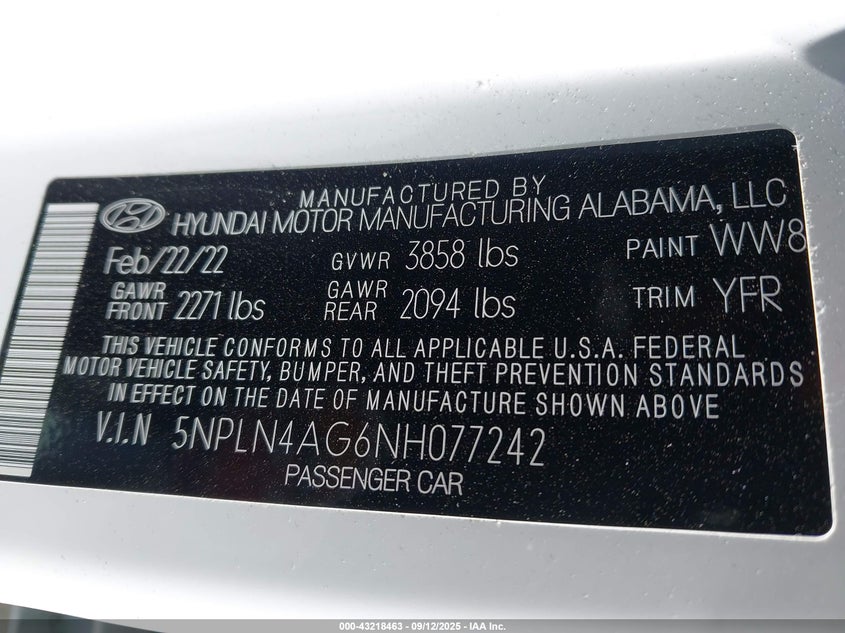 MANUFACTURED BY
HYUNDAI MOTOR MANUFACTURING ALABAMA, LLC
Feb/22/22 GVWR 3858 lbs PAINT WW8
GAWR FRONT 2271 lbs GAWR REAR 2094 lbs TRIM YFR
THIS VEHICLE CONFORMS TO ALL APPLICABLE U.S.A. FEDERAL
MOTOR VEHICLE SAFETY, BUMPER, AND THEFT PREVENTION STANDARDS
IN EFFECT ON THE DATE OF MANUFACTURE SHOWN ABOVE
V.I.N 5NPLN4AG6NH077242
PASSENGER CAR
000-43218463 - 09/12/2025 - IAA Inc.